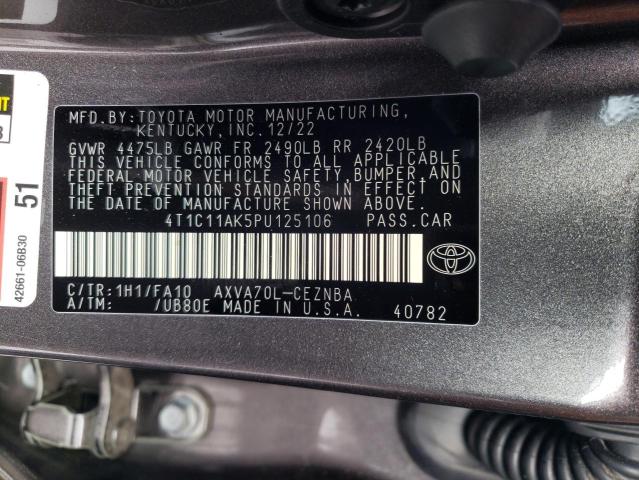 MFD.BY:TOYOTA MOTOR MANUFACTURING,
KENTUCKY, INC. 12/22
GVWR 4475LB GAWR FR 2490LB RR 2420LB
THIS VEHICLE CONFORMS TO ALL APPLICABLE
FEDERAL MOTOR VEHICLE SAFETY, BUMPER, AND
THEFT PREVENTION STANDARDS IN EFFECT ON
THE DATE OF MANUFACTURE SHOWN ABOVE.
4T1C11AK5PU125106 PASS.CAR
C/TR:1H1/FA10 AXVA70L-CEZNBA
A/TM: /UB80E MADE IN U.S.A. 40782
51
42661-06B30